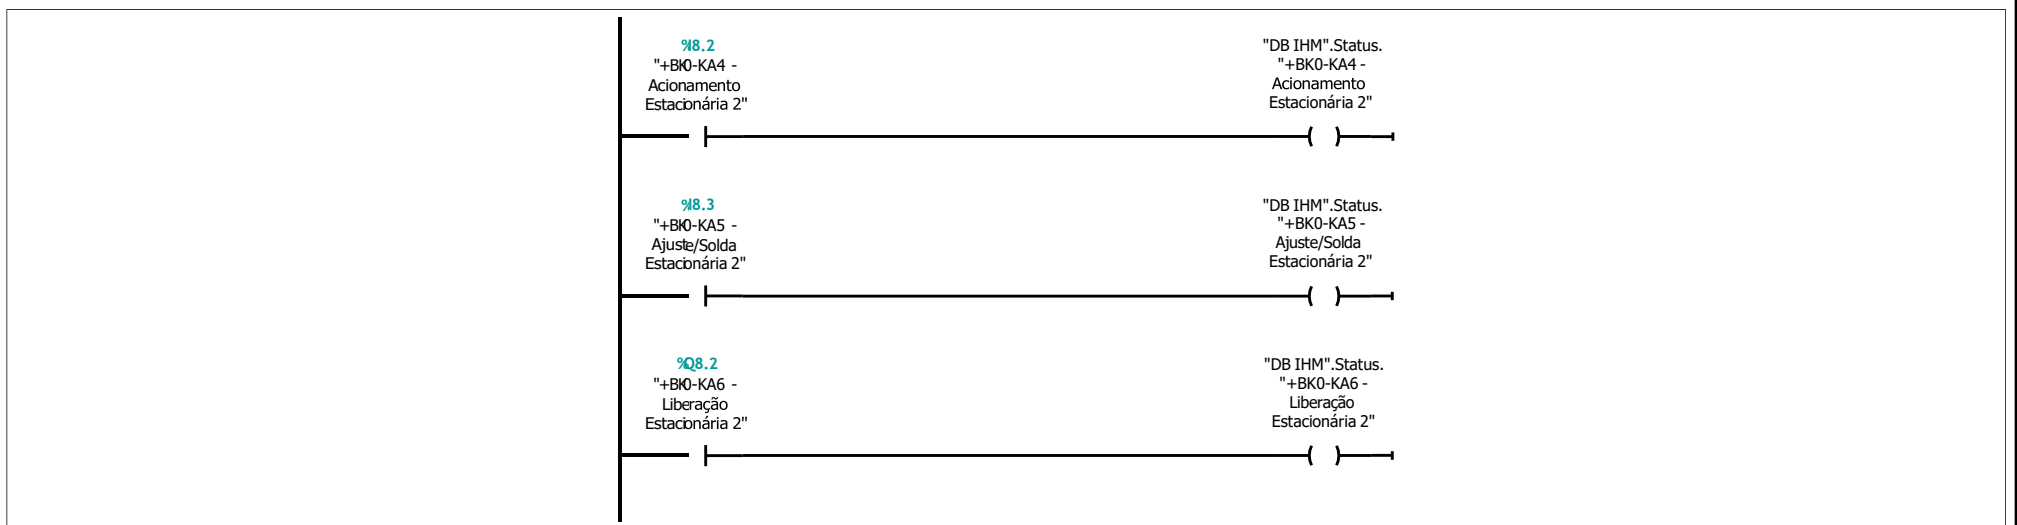 %I8.2
"+BK0-KA4 -
Acionamento
Estacionária 2"
"DB IHM".Status.
"+BK0-KA4 -
Acionamento
Estacionária 2"
%I8.3
"+BK0-KA5 -
Ajuste/Solda
Estacionária 2"
"DB IHM".Status.
"+BK0-KA5 -
Ajuste/Solda
Estacionária 2"
%Q8.2
"+BK0-KA6 -
Liberação
Estacionária 2"
"DB IHM".Status.
"+BK0-KA6 -
Liberação
Estacionária 2"